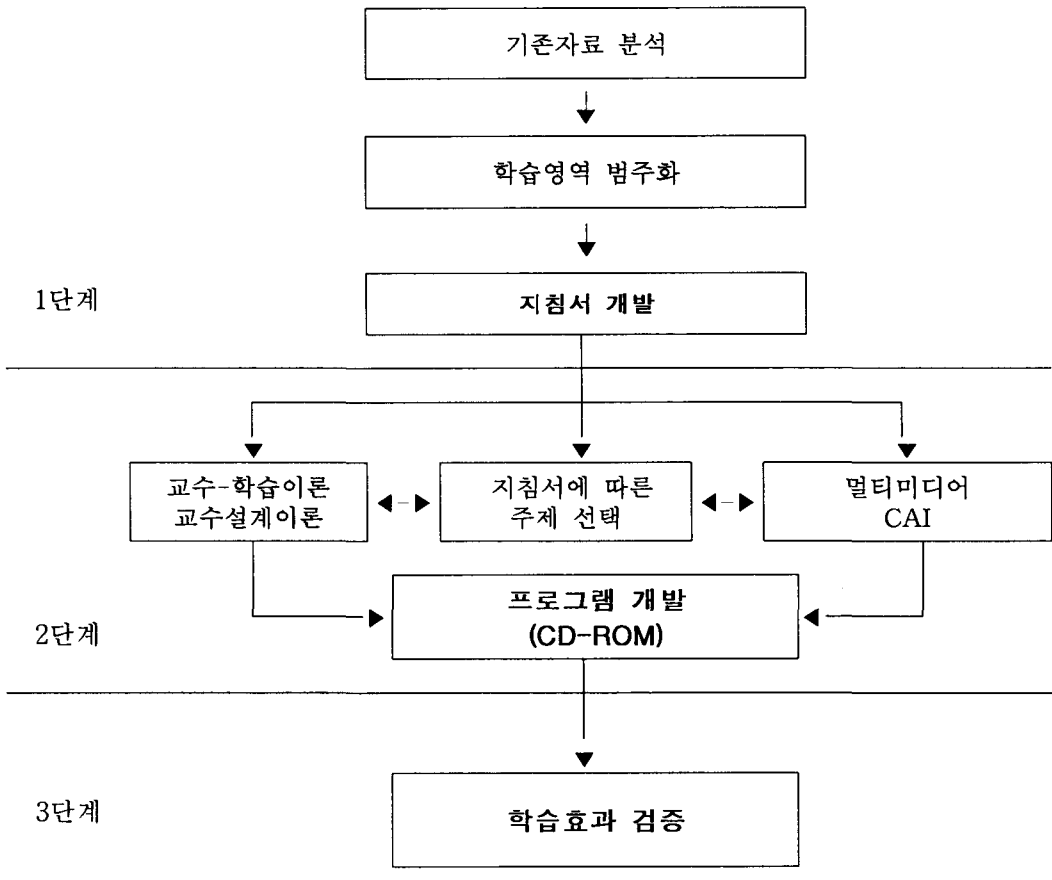 기존자료 분석
학습영역 범주화
1단계
지침서 개발
교수-학습이론
교수설계이론
지침서에 따른
주제 선택
멀티미디어
CAI
2단계
프로그램 개발
(CD-ROM)
3단계
학습효과 검증